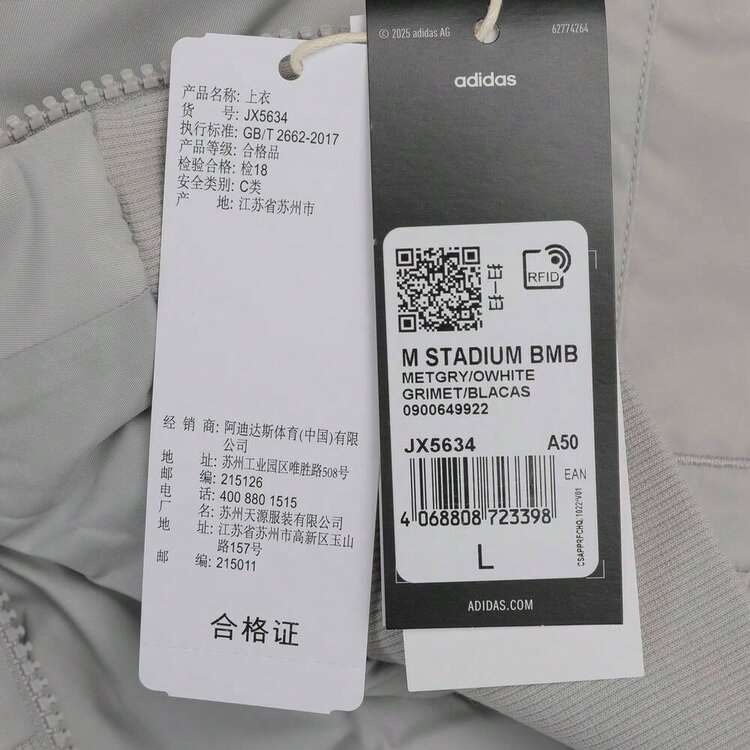 产品名称: 上衣
货 号: JX5634
执行标准: GB/T 2662-2017
产品等级: 合格品
检验合格: 检18
安全类别: C类
产 地: 江苏省苏州市
经 销 商: 阿迪达斯体育(中国)有限
公司
地 址: 苏州工业园区唯胜路508号
邮 编: 215126
电 话: 400 880 1515
厂 名: 苏州天源服装有限公司
地 址: 江苏省苏州市高新区玉山
路157号
邮 编: 215011
合格证
© 2025 adidas AG
62774264
adidas
RFID
M STADIUM BMB
METGRY/OWHITE
GRIMET/BLACAS
0900649922
JX5634 A50
EAN
4 068808 723398
L
CSAPPRFCHQ.1022*V01
ADIDAS.COM